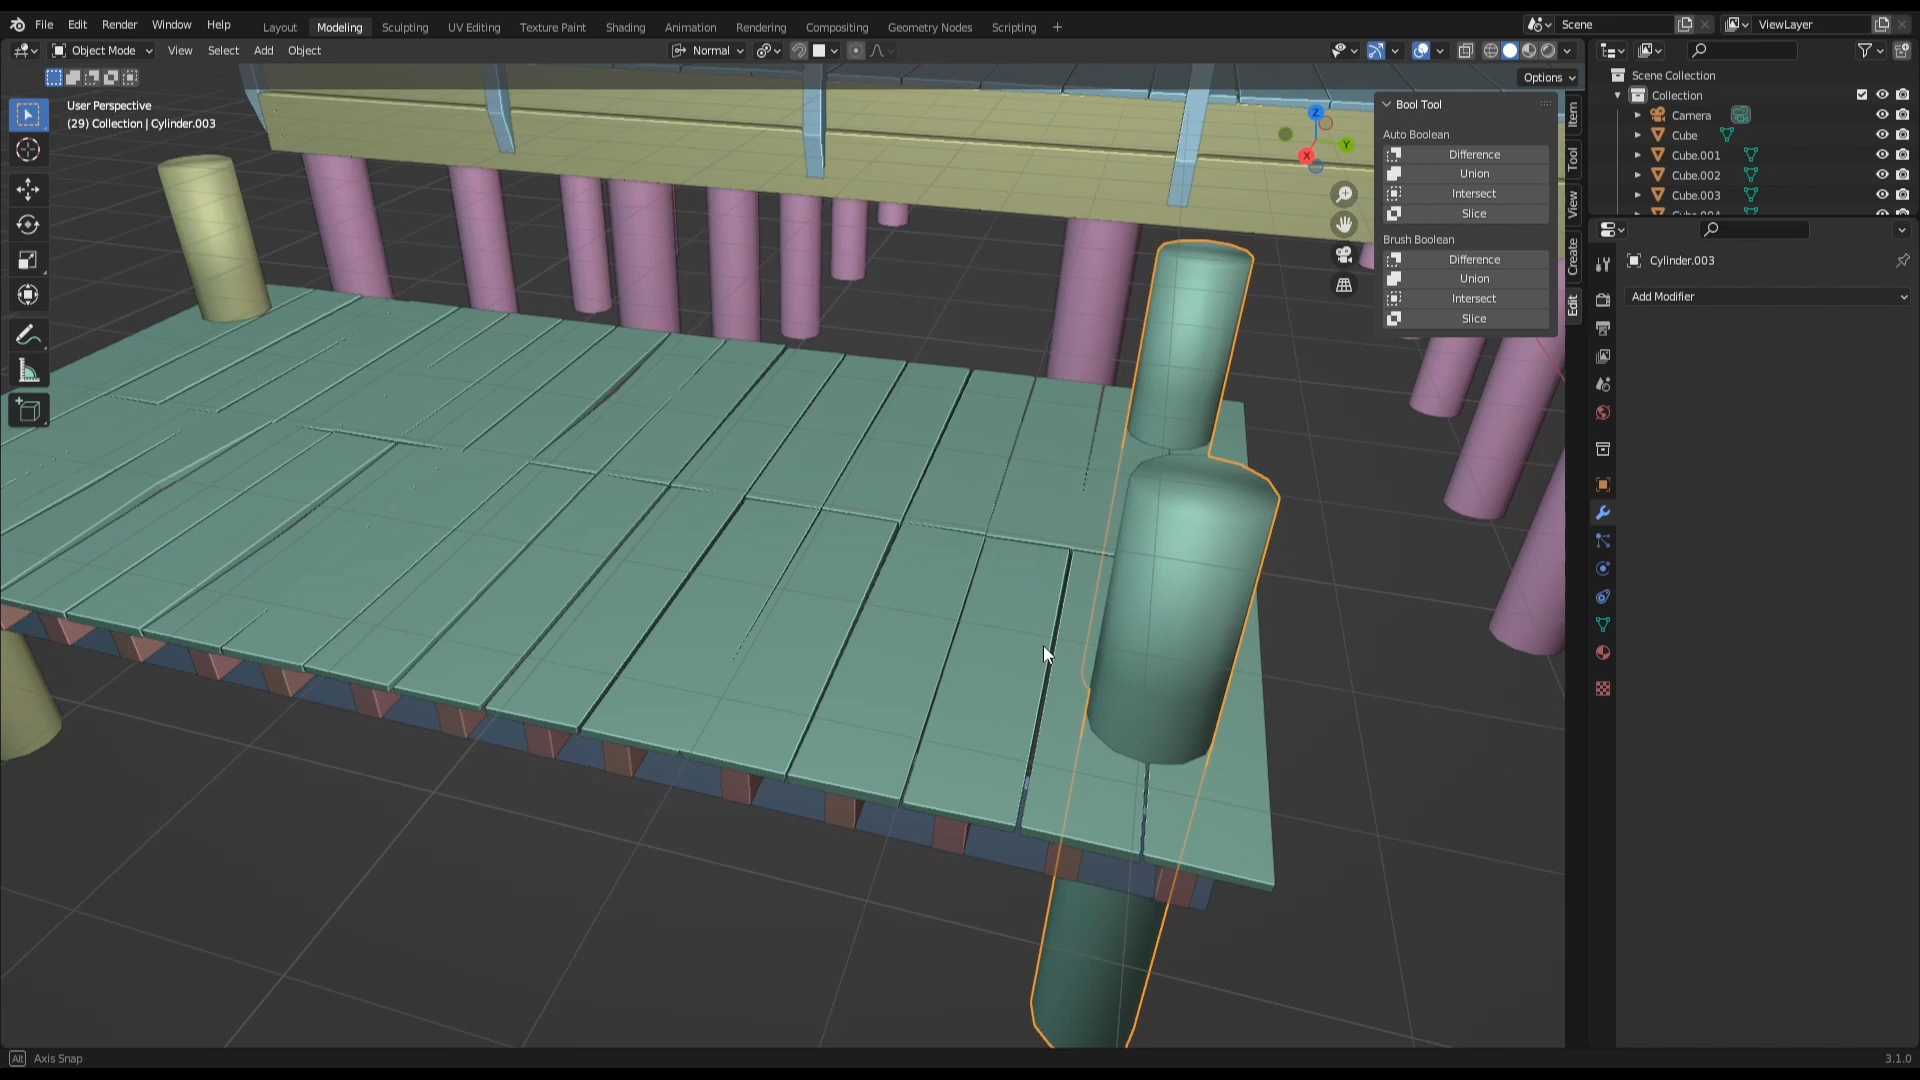 File Edit Render Window Help Layout Modeling Sculpting UV Editing Texture Paint Shading Animation Rendering Compositing Geometry Nodes Scripting + Scene ViewLayer
Object Mode View Select Add Object Normal
Options
User Perspective
(29) Collection | Cylinder.003
Z
Y
X
Bool Tool
Auto Boolean
Difference
Union
Intersect
Slice
Brush Boolean
Difference
Union
Intersect
Slice
Item
Tool
View
Create
Edit
Scene Collection
Collection
Camera
Cube
Cube.001
Cube.002
Cube.003
Cylinder.003
Add Modifier
Alt Axis Snap
3.1.0